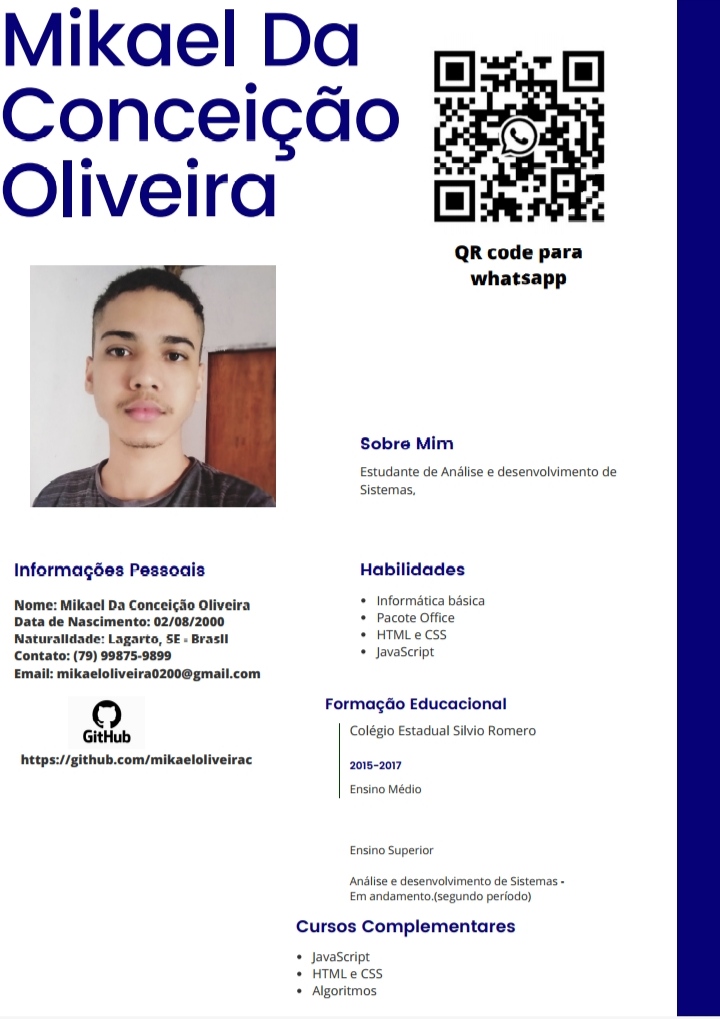 Mikael Da
Conceição
Oliveira
QR code para
whatsapp
Sobre Mim
Estudante de Análise e desenvolvimento de
Sistemas,
Informações Pessoais
Nome: Mikael Da Conceição Oliveira
Data de Nascimento: 02/08/2000
Naturalidade: Lagarto, SE - Brasil
Contato: (79) 99875-9899
Email: mikaeloliveira0200@gmail.com
GitHub
https://github.com/mikaeloliveirac
Habilidades
• Informática básica
• Pacote Office
• HTML e CSS
• JavaScript
Formação Educacional
Colégio Estadual Silvio Romero
2015-2017
Ensino Médio
Ensino Superior
Análise e desenvolvimento de Sistemas -
Em andamento.(segundo período)
Cursos Complementares
• JavaScript
• HTML e CSS
• Algoritmos